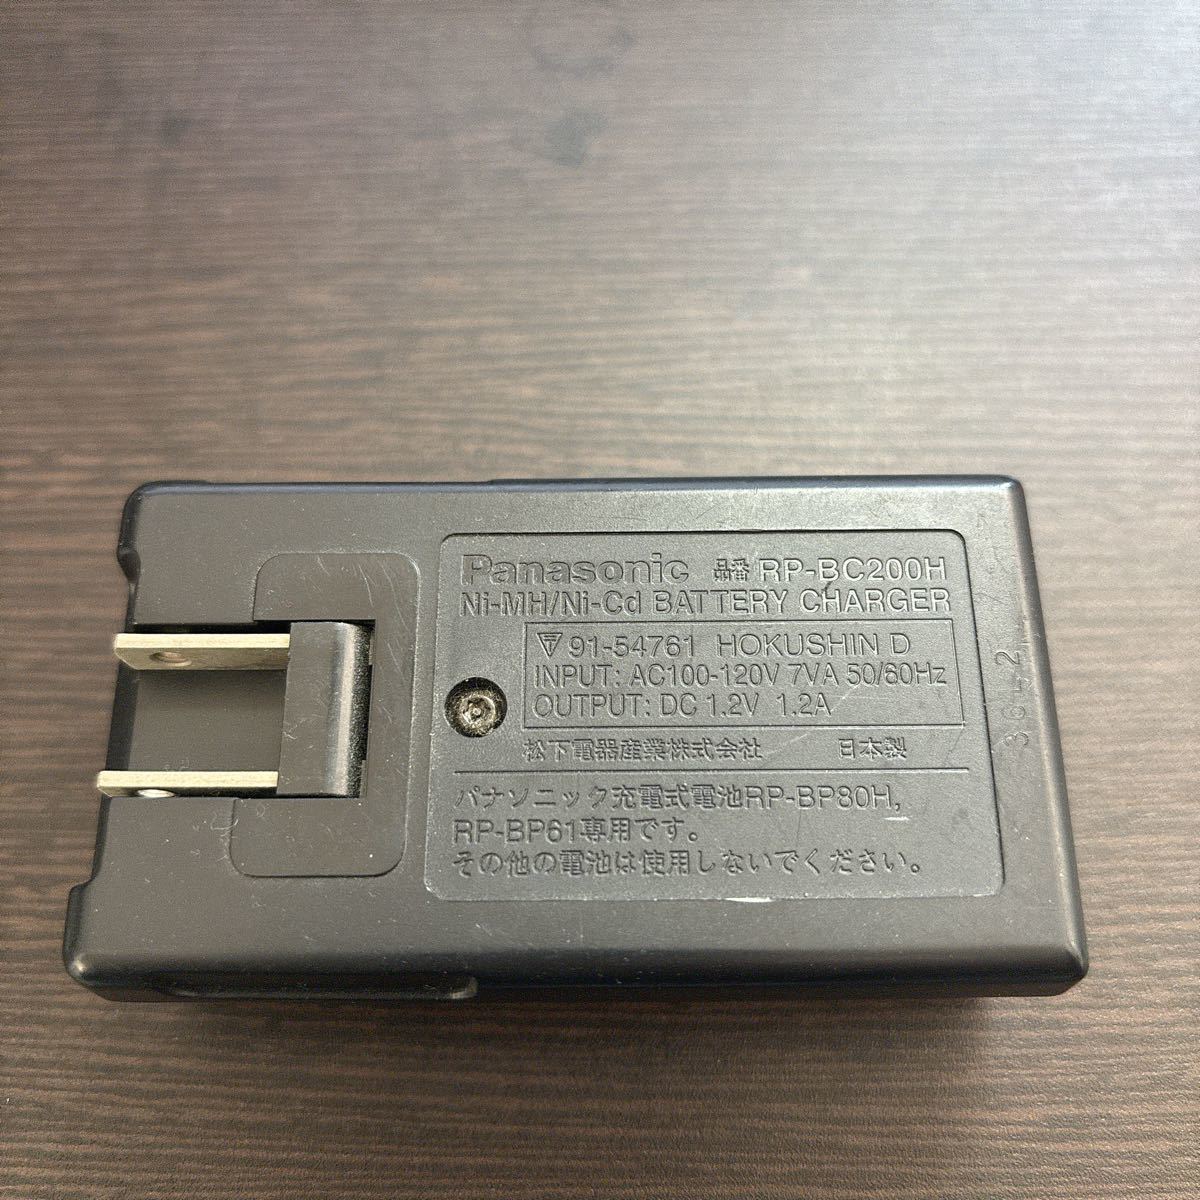 Panasonic 品番 RP-BC200H
Ni-MH/Ni-Cd BATTERY CHARGER
91-54761 HOKUSHIN D
INPUT: AC100-120V 7VA 50/60Hz
OUTPUT: DC 1.2V 1.2A
松下電器産業株式会社 日本製
パナソニック充電式電池RP-BP80H,
RP-BP61専用です。
その他の電池は使用しないでください。
36-2